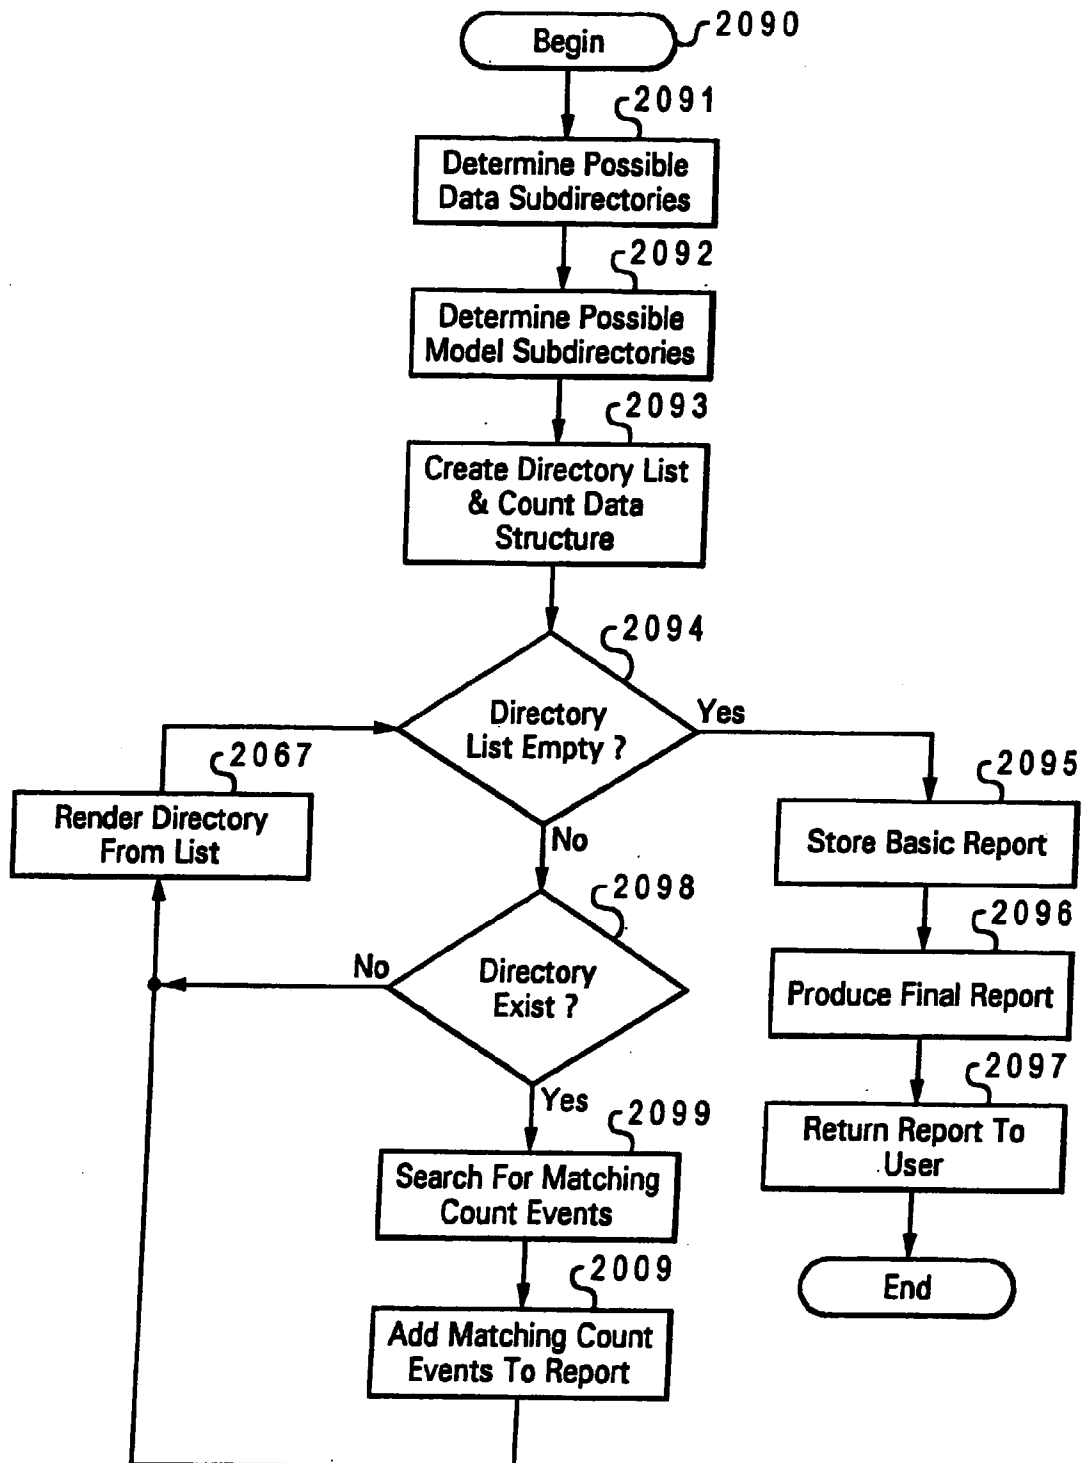 Begin
2090
2091
Determine Possible
Data Subdirectories
2092
Determine Possible
Model Subdirectories
2093
Create Directory List
& Count Data
Structure
2094
Directory
List Empty ?
Yes
No
2067
Render Directory
From List
2095
Store Basic Report
2096
Produce Final Report
2097
Return Report To
User
End
2098
Directory
Exist ?
No
Yes
2099
Search For Matching
Count Events
2009
Add Matching Count
Events To Report